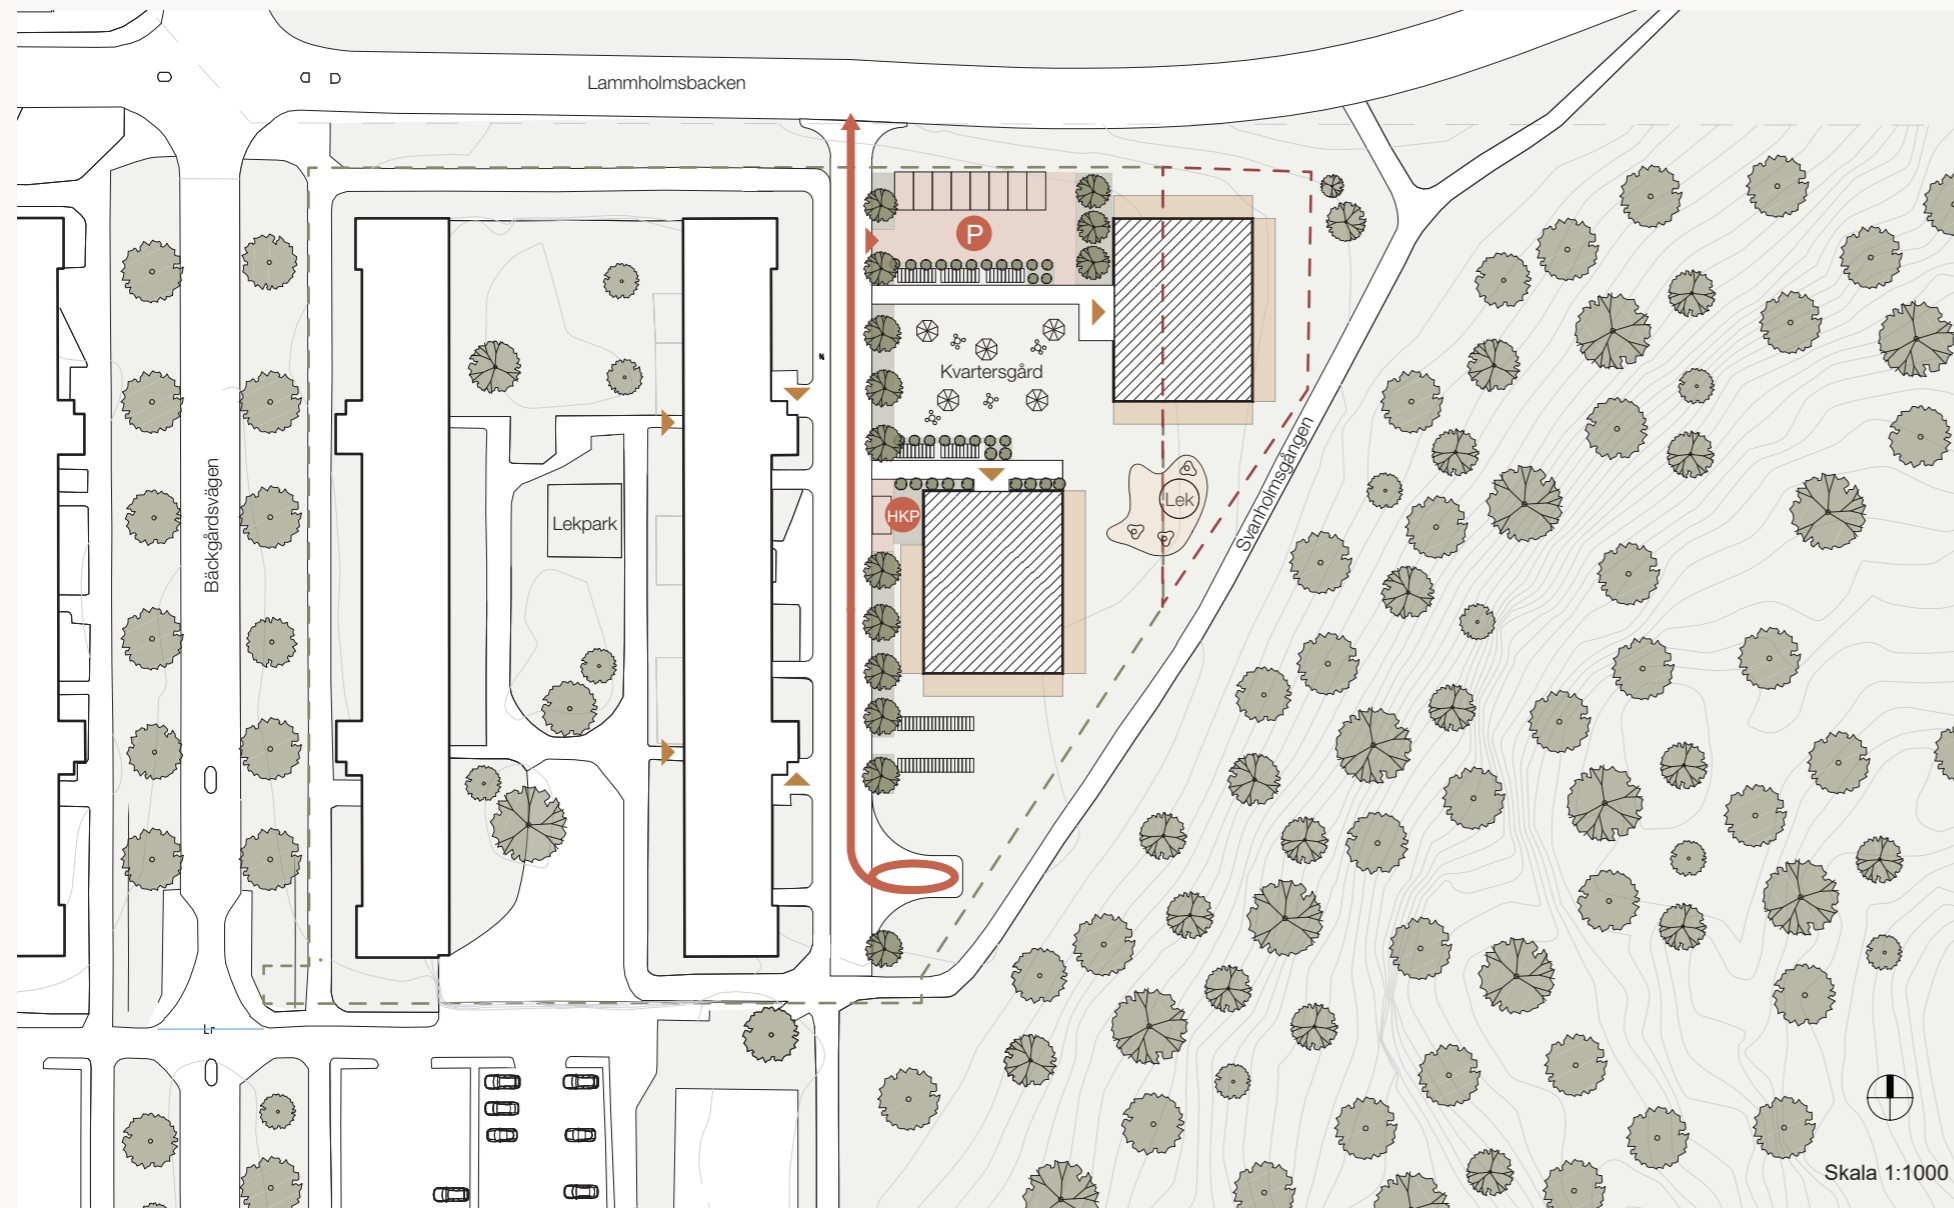 Lammholmsbacken
P
Kvartersgård
Bäckgårdsvägen
Lekpark
HKP
Lek
Svanholmsgången
Lr
Skala 1:1000